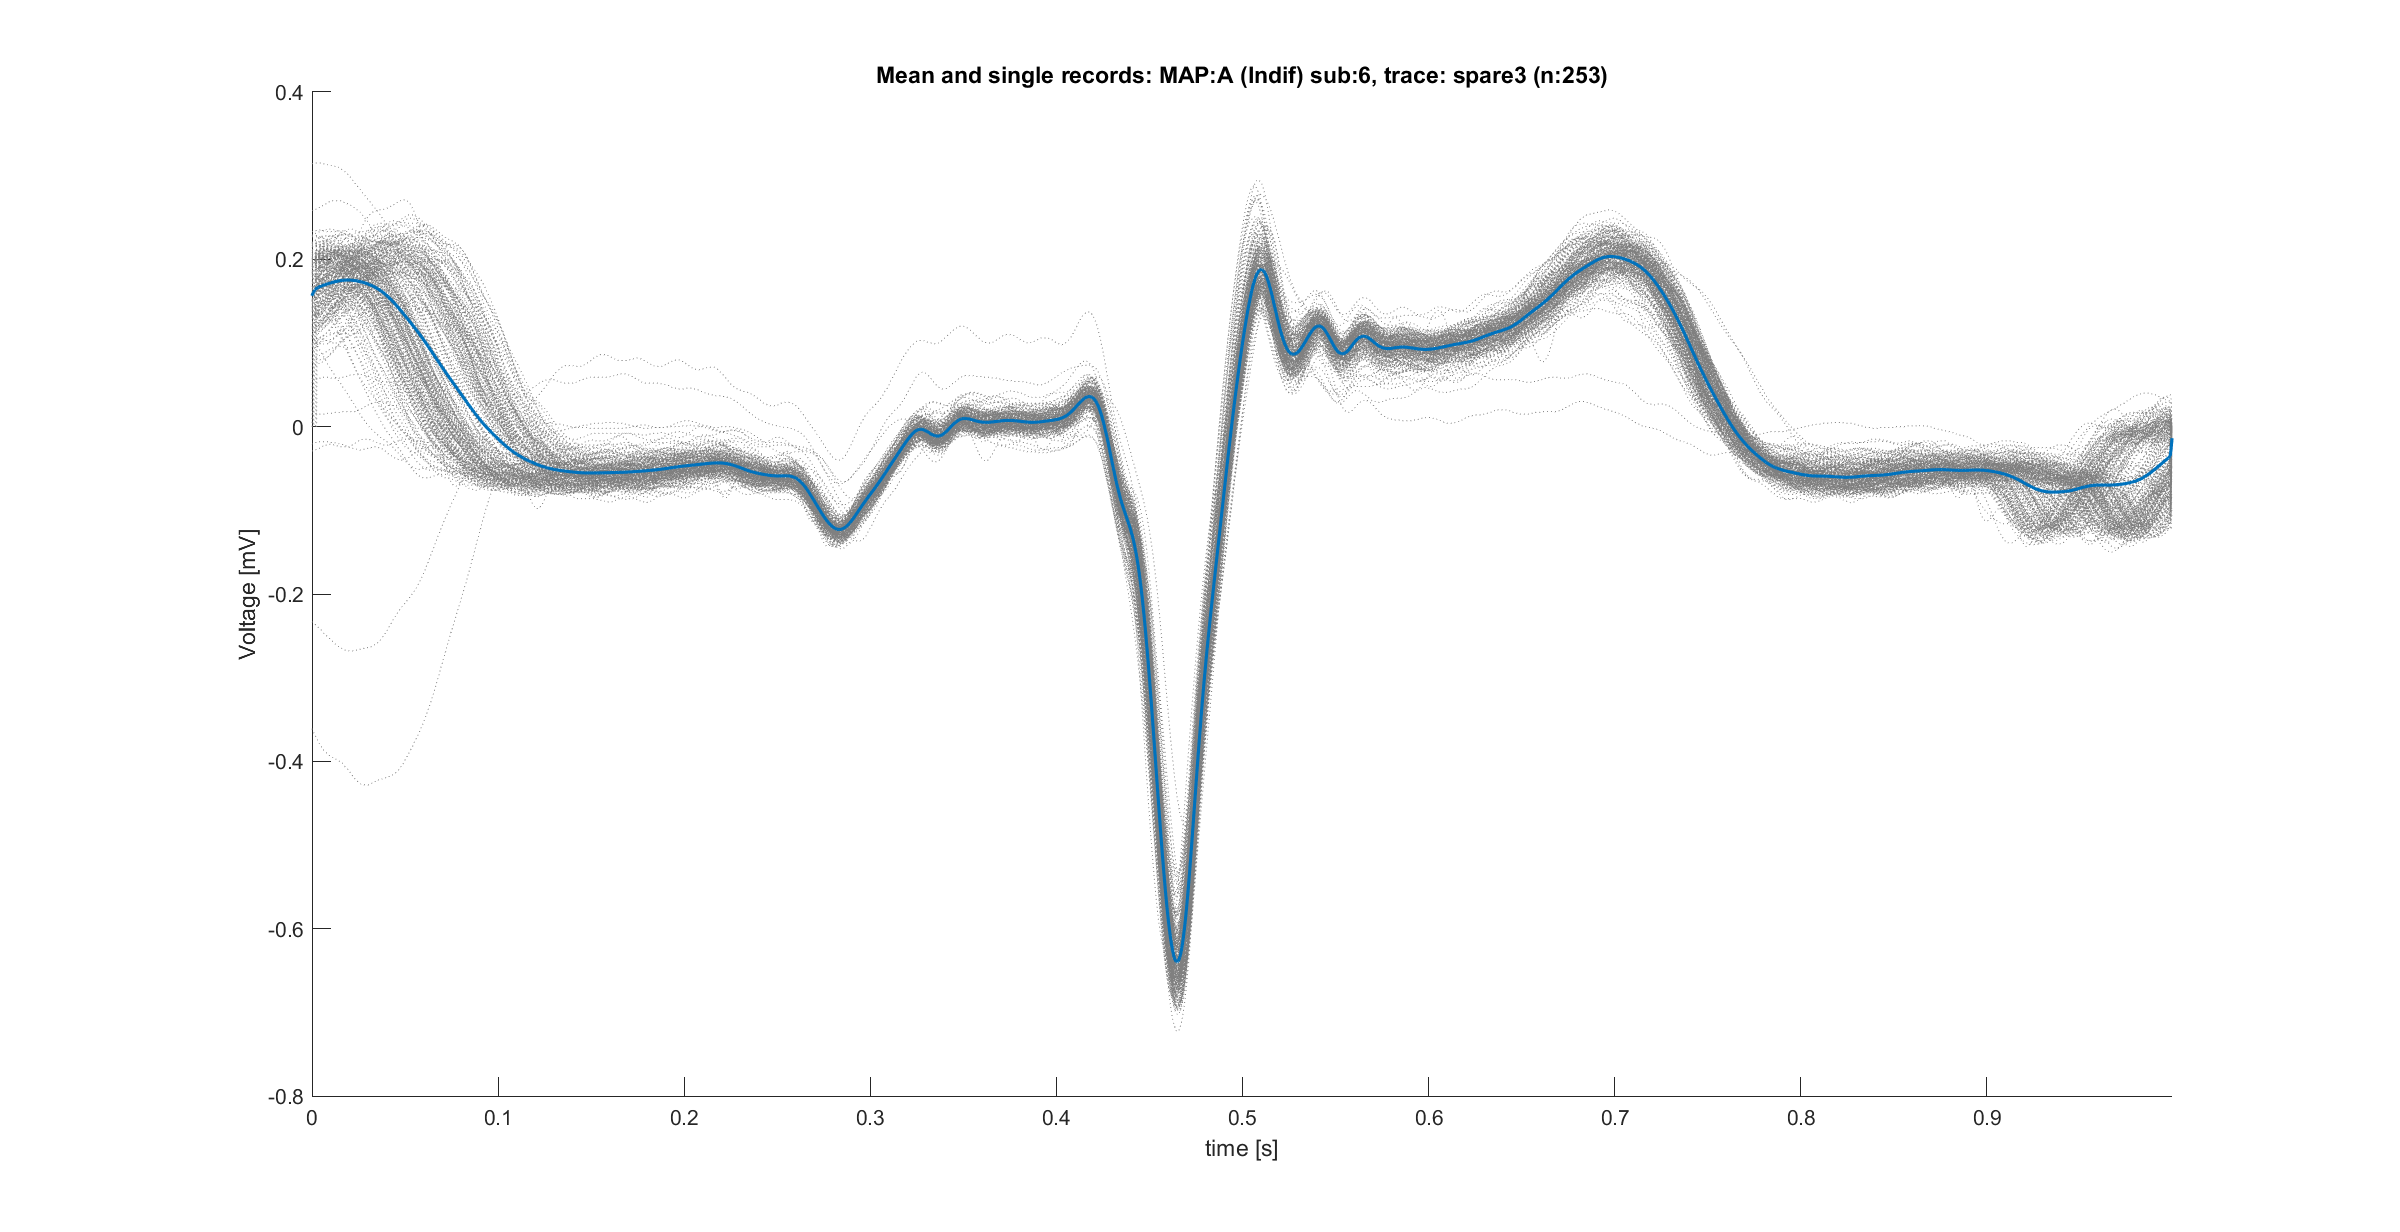 Mean and single records: MAP:A (Indif) sub:6, trace: spare3 (n:253)
0.4
0.2
0
-0.2
-0.4
-0.6
-0.8
Voltage [mV]
0 0.1 0.2 0.3 0.4 0.5 0.6 0.7 0.8 0.9
time [s]